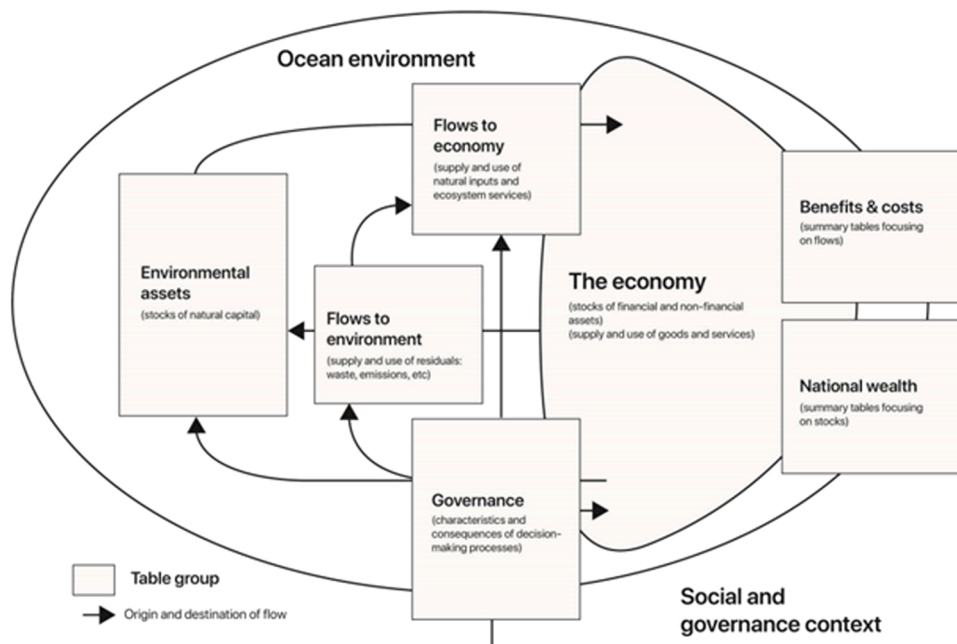 Ocean environment
Flows to
economy
(supply and use of
natural inputs and
ecosystem services)
Benefits & costs
(summary tables focusing
on flows)
Environmental
assets
(stocks of natural capital)
The economy
(stocks of financial and non-financial
assets)
(supply and use of goods and services)
Flows to
environment
(supply and use of residuals:
waste, emissions, etc)
National wealth
(summary tables focusing
on stocks)
Governance
(characteristics and
consequences of decision-
making processes)
Table group
Origin and destination of flow
Social and
governance context